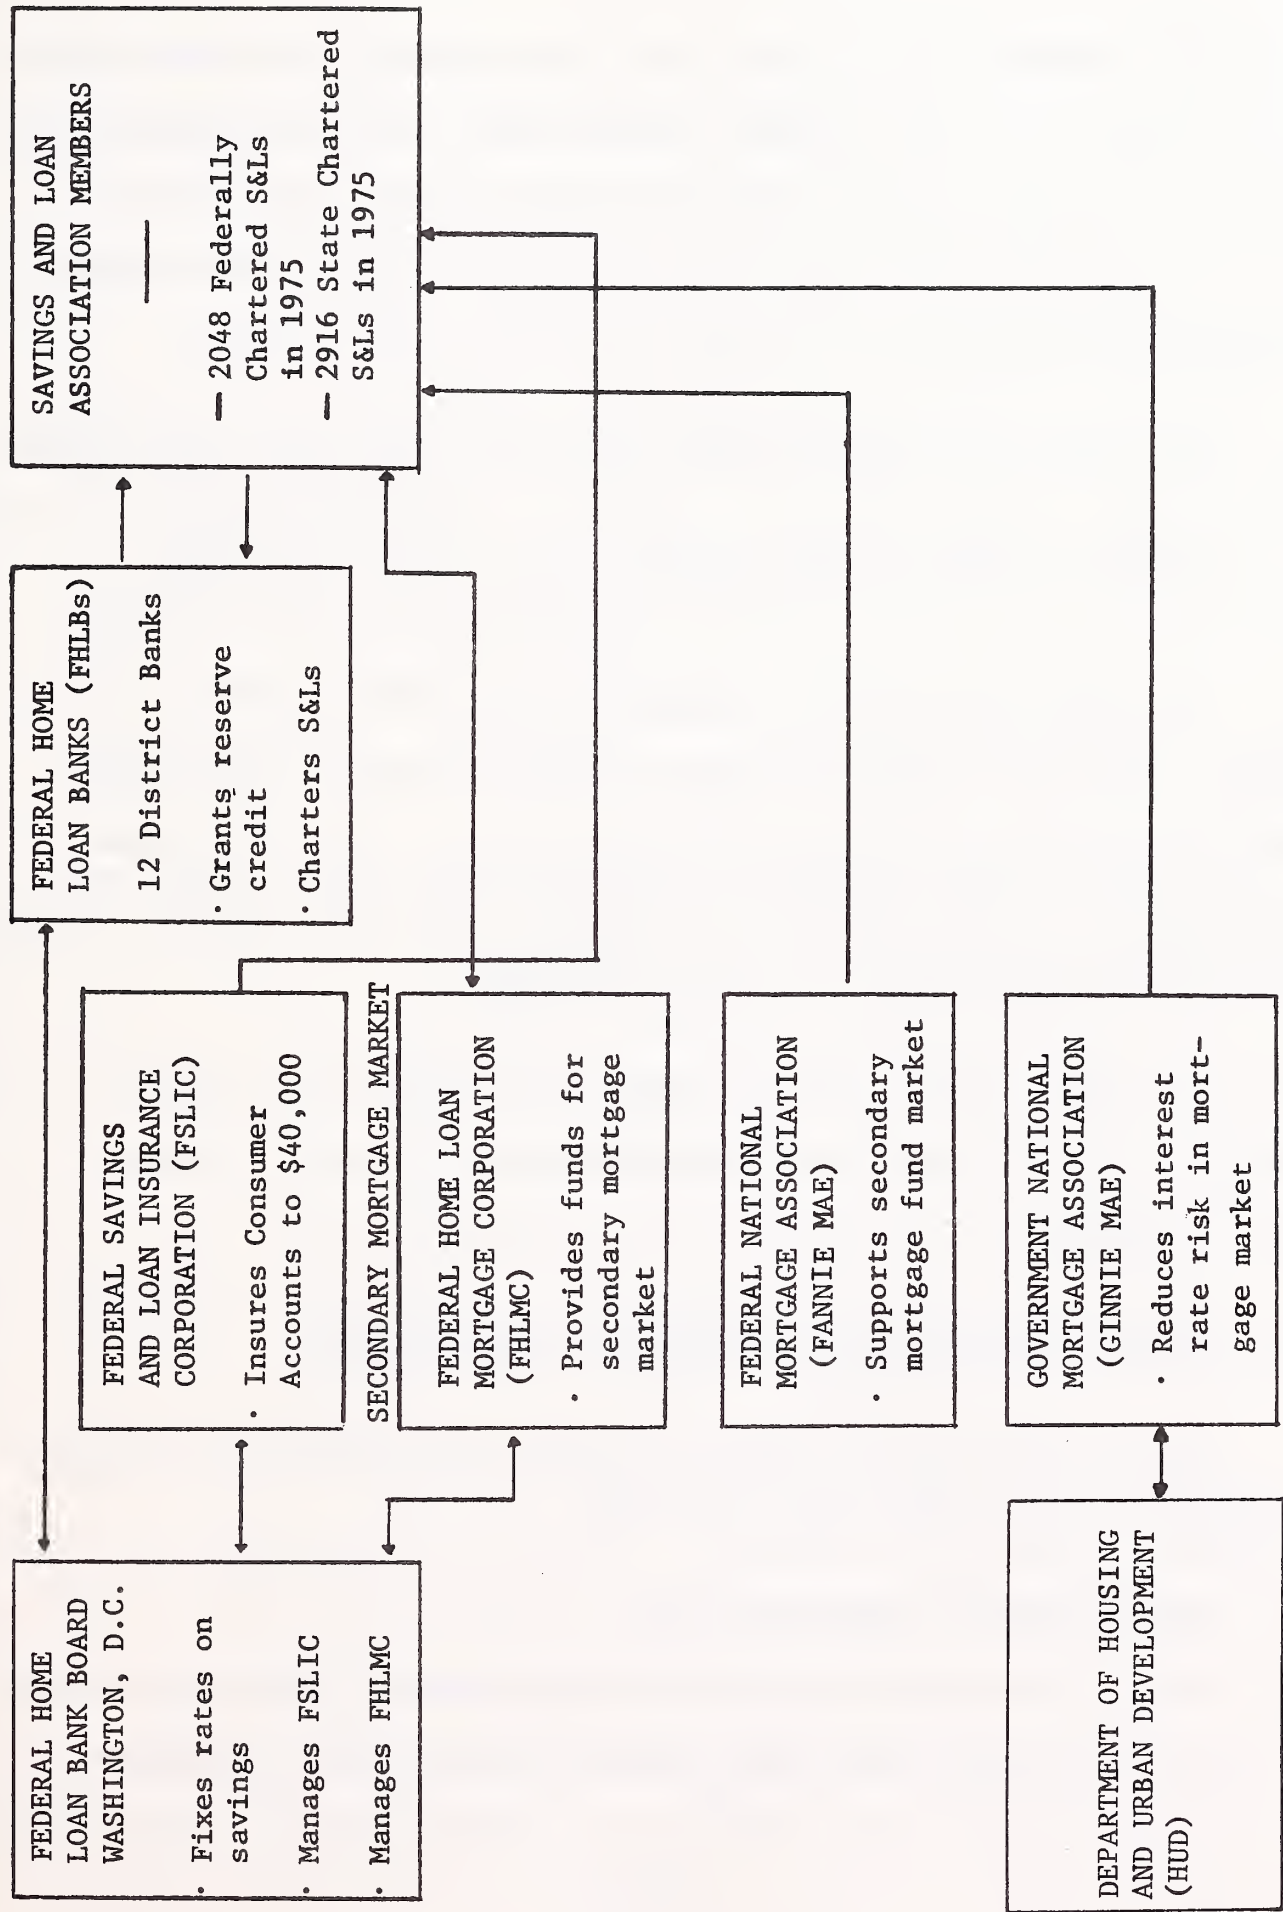 FEDERAL HOME
LOAN BANK BOARD
WASHINGTON, D.C.
· Fixes rates on
savings
· Manages FSLIC
· Manages FHLMC
FEDERAL SAVINGS
AND LOAN INSURANCE
CORPORATION (FSLIC)
· Insures Consumer
Accounts to $40,000
FEDERAL HOME
LOAN BANKS (FHLBs)
12 District Banks
· Grants reserve
credit
· Charters S&Ls
SAVINGS AND LOAN
ASSOCIATION MEMBERS
— 2048 Federally
Chartered S&Ls
in 1975
— 2916 State Chartered
S&Ls in 1975
SECONDARY MORTGAGE MARKET
FEDERAL HOME LOAN
MORTGAGE CORPORATION
(FHLMC)
· Provides funds for
secondary mortgage
market
FEDERAL NATIONAL
MORTGAGE ASSOCIATION
(FANNIE MAE)
· Supports secondary
mortgage fund market
DEPARTMENT OF HOUSING
AND URBAN DEVELOPMENT
(HUD)
GOVERNMENT NATIONAL
MORTGAGE ASSOCIATION
(GINNIE MAE)
· Reduces interest
rate risk in mort-
gage market